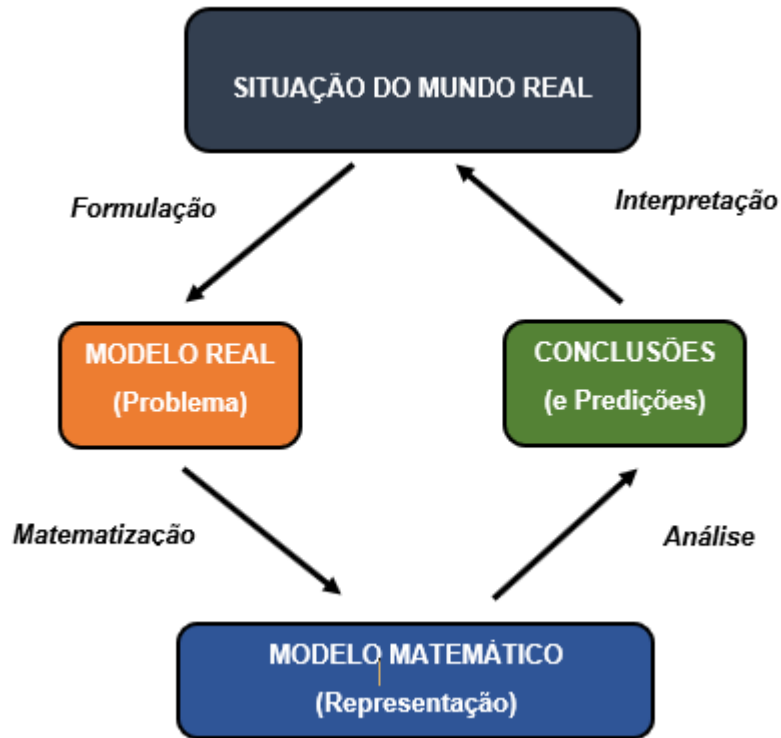 SITUAÇÃO DO MUNDO REAL
Formulação
Interpretação
MODELO REAL
(Problema)
CONCLUSÕES
(e Predições)
Matematização
Análise
MODELO MATEMÁTICO
(Representação)